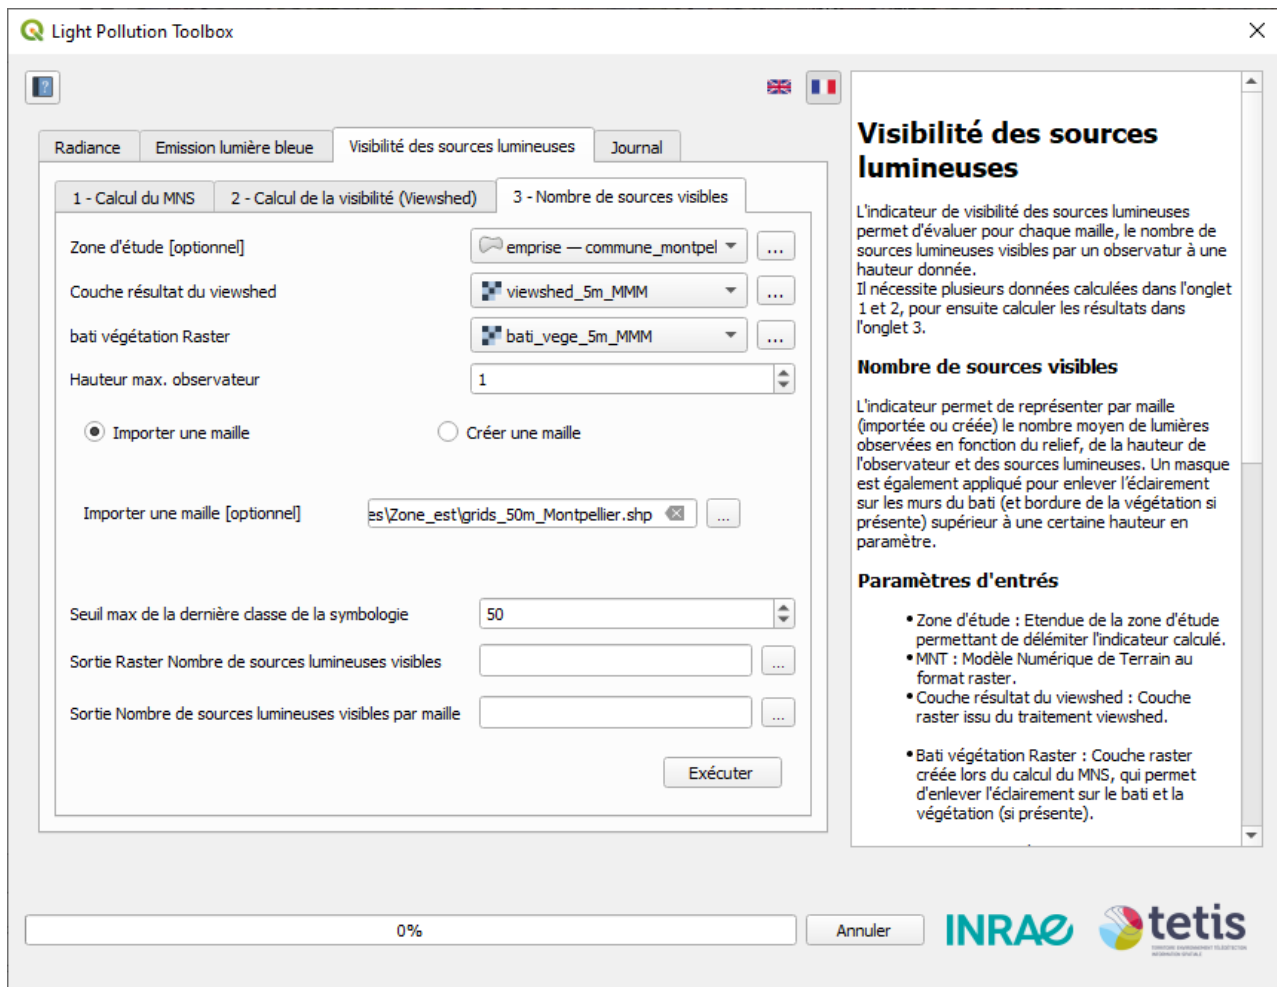 Light Pollution Toolbox
Radiance
Emission lumière bleue
Visibilité des sources lumineuses
Journal
1 - Calcul du MNS
2 - Calcul de la visibilité (Viewshed)
3 - Nombre de sources visibles
Zone d'étude [optionnel]
emprise — commune_montpel
...
Couche résultat du viewshed
viewshed_5m_MMM
...
bati végétation Raster
bati_vege_5m_MMM
...
Hauteur max. observateur
1
Importer une maille
Créer une maille
Importer une maille [optionnel]
es\Zone_est\grids_50m_Montpellier.shp
...
Seuil max de la dernière classe de la symbologie
50
Sortie Raster Nombre de sources lumineuses visibles
...
Sortie Nombre de sources lumineuses visibles par maille
...
Exécuter
Visibilité des sources
lumineuses
L'indicateur de visibilité des sources lumineuses
permet d'évaluer pour chaque maille, le nombre de
sources lumineuses visibles par un observatur à une
hauteur donnée.
Il nécessite plusieurs données calculées dans l'onglet
1 et 2, pour ensuite calculer les résultats dans
l'onglet 3.
Nombre de sources visibles
L'indicateur permet de représenter par maille
(importée ou créée) le nombre moyen de lumières
observées en fonction du relief, de la hauteur de
l'observateur et des sources lumineuses. Un masque
est également appliqué pour enlever l'éclairement
sur les murs du bati (et bordure de la végétation si
présente) supérieur à une certaine hauteur en
paramètre.
Paramètres d'entrés
• Zone d'étude : Etendue de la zone d'étude
permettant de délémiter l'indicateur calculé.
• MNT : Modèle Numérique de Terrain au
format raster.
• Couche résultat du viewshed : Couche
raster issu du traitement viewshed.
• Bati végétation Raster : Couche raster
créée lors du calcul du MNS, qui permet
d'enlever l'éclairement sur le bati et la
végétation (si présente).
0%
Annuler
INRAE
tetis
TERRITOIRE ENVIRONNEMENT TÉLÉDÉTECTION
INFORMATION SPATIALE